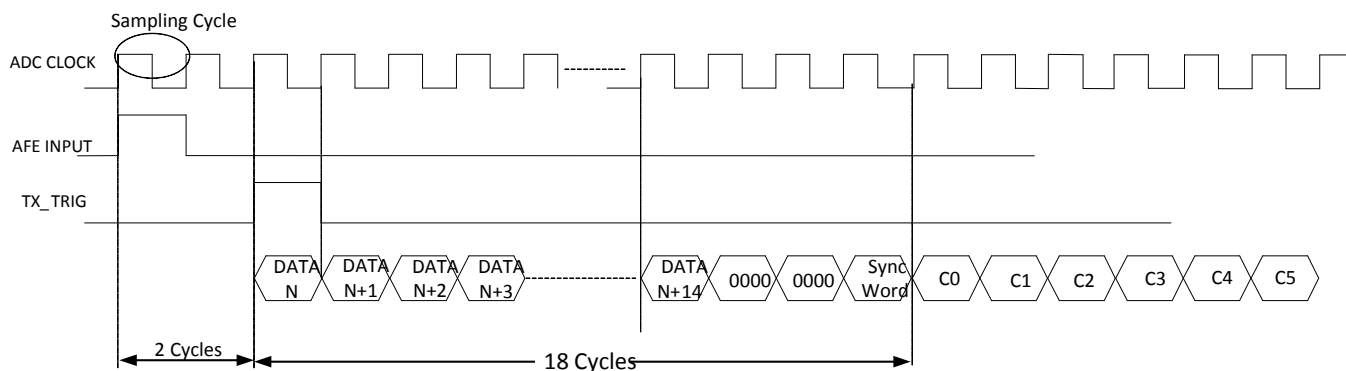 Sampling Cycle
ADC CLOCK
AFE INPUT
TX_TRIG
DATA
N
DATA
N+1
DATA
N+2
DATA
N+3
DATA
N+14
0000
0000
Sync
Word
C0
C1
C2
C3
C4
C5
2 Cycles
18 Cycles